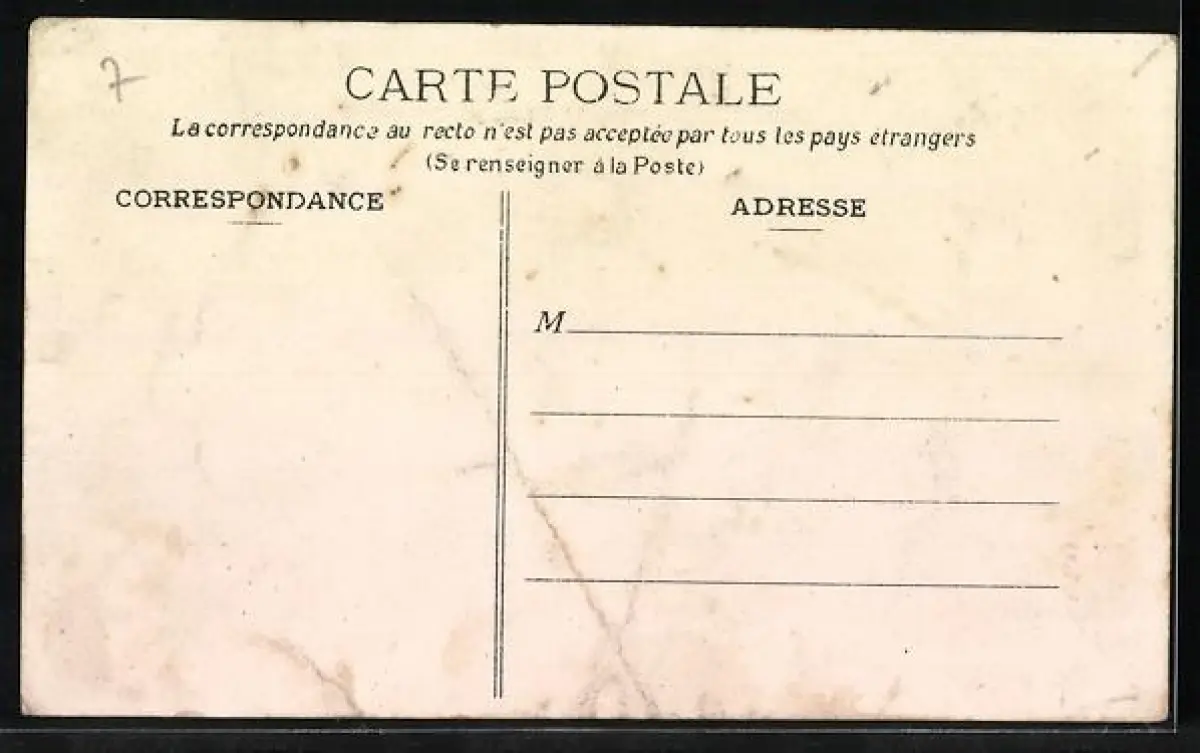 7
CARTE POSTALE
La correspondance au recto n'est pas acceptée par tous les pays etrangers
(Se renseigner à la Poste)
CORRESPONDANCE
ADRESSE
M